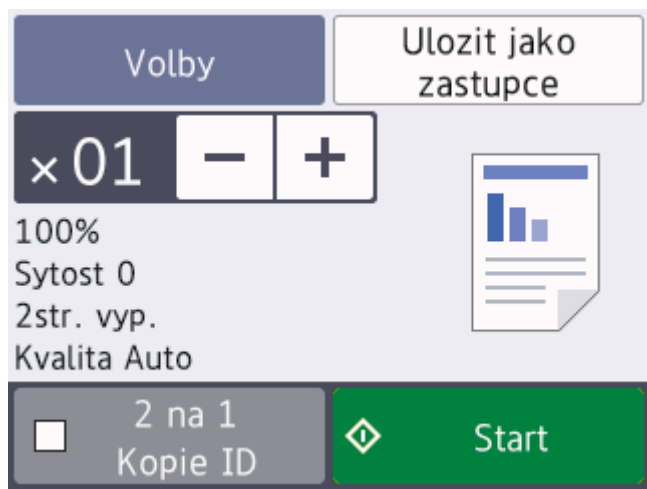 Volby
Ulozit jako
zastupce
×01 − +
100%
Sytost 0
2str. vyp.
Kvalita Auto
2 na 1
Kopie ID
Start